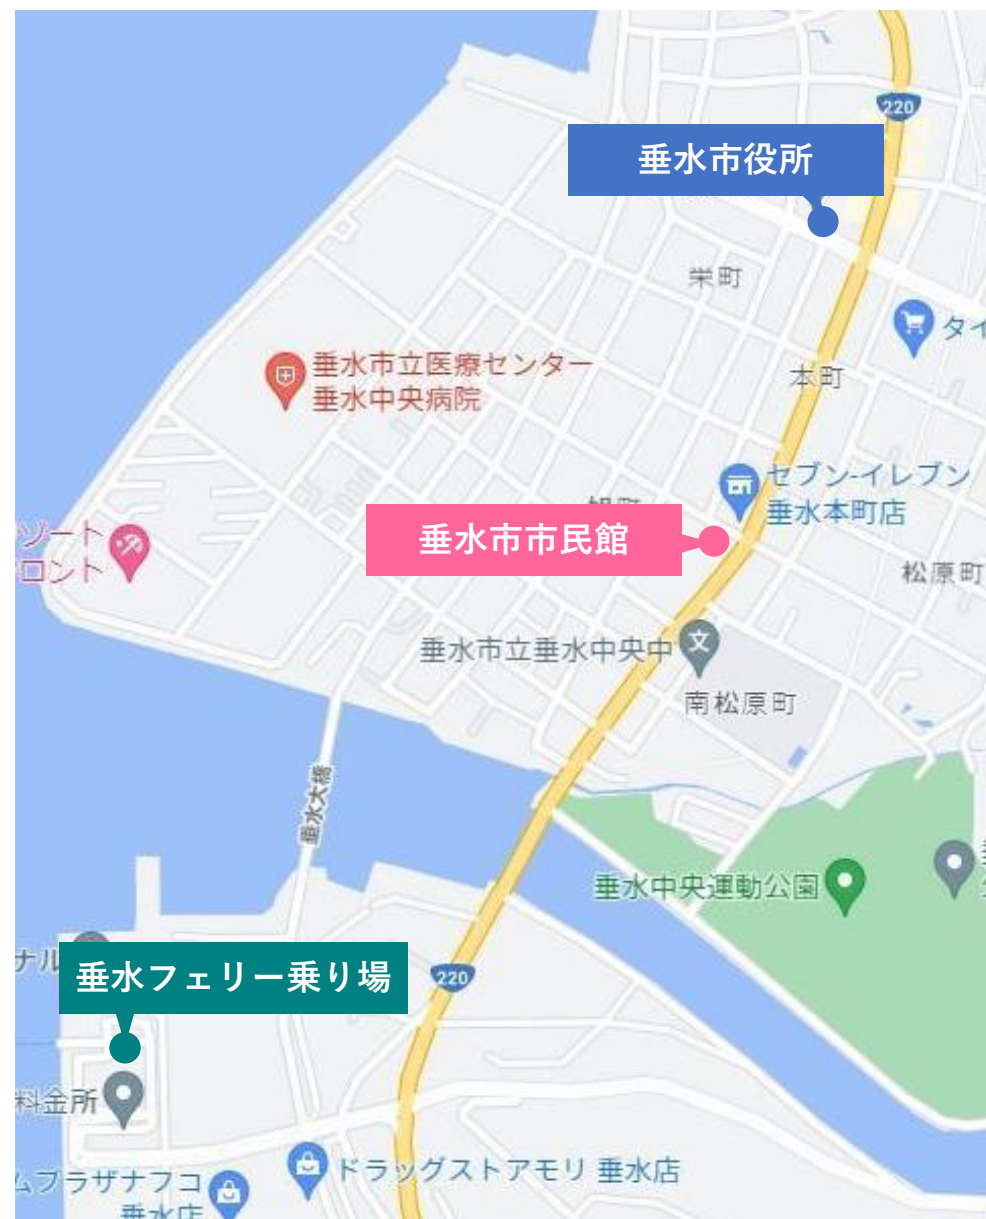 220
垂水市役所
栄町
タイ
垂水市立医療センター
垂水中央病院
本町
セブン-イレブン
垂水本町店
ソート
ロント
垂水市市民館
松原町
垂水市立垂水中央中
文
南松原町
垂水大橋
垂水中央運動公園
ナル
垂水フェリー乗り場
220
料金所
ドラッグストアモリ 垂水店
ムプラザナフコ
垂水店